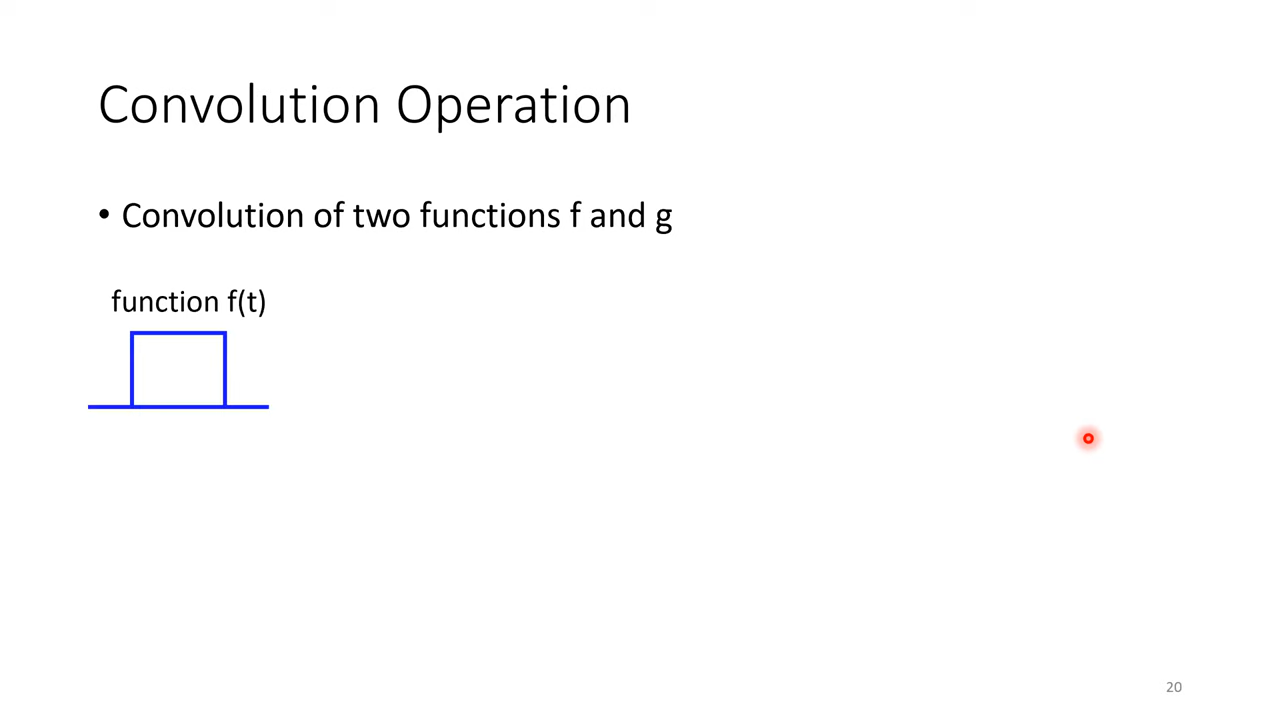 Convolution Operation
• Convolution of two functions f and g
function f(t)
20